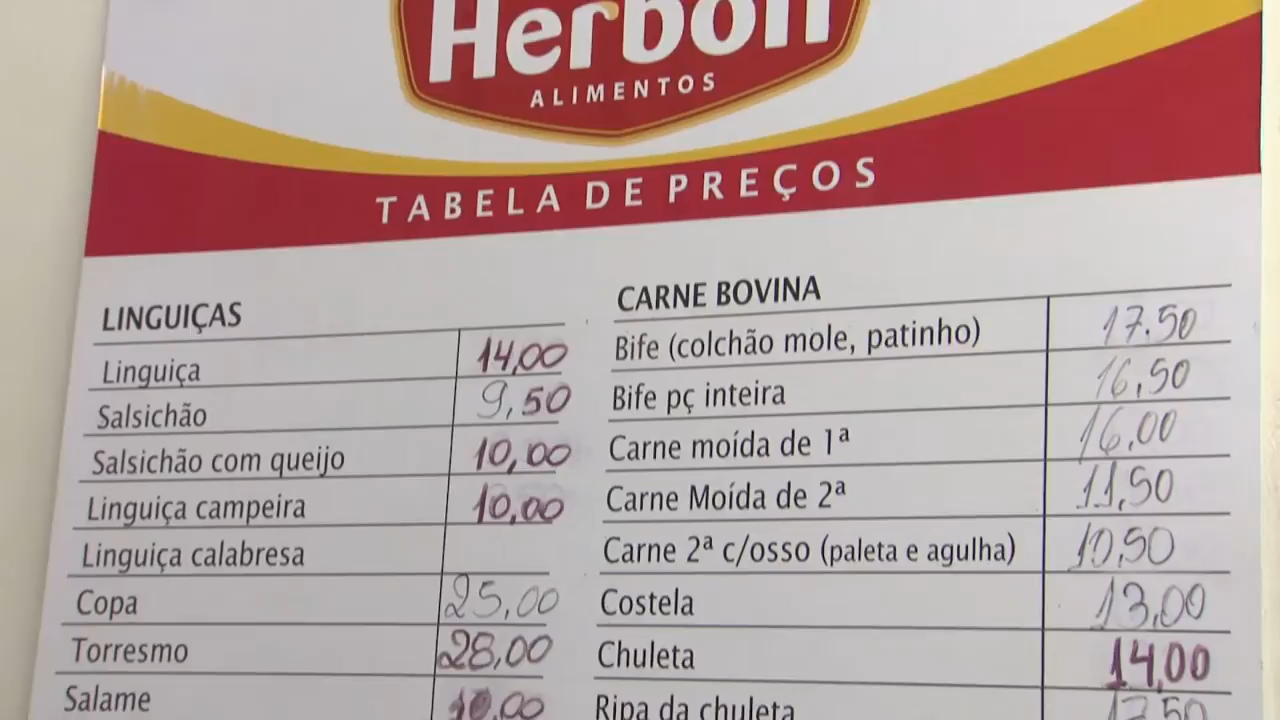 Herbon
ALIMENTOS
TABELA DE PREÇOS
LINGUIÇAS
Linguiça 14,00
Salsichão 9,50
Salsichão com queijo 10,00
Linguiça campeira 10,00
Linguiça calabresa
Copa 25,00
Torresmo 28,00
Salame
CARNE BOVINA
Bife (colchão mole, patinho) 17.50
Bife pç inteira 16,50
Carne moída de 1ª 16,00
Carne Moída de 2ª 11,50
Carne 2ª c/osso (paleta e agulha) 10,50
Costela 13,00
Chuleta 14,00
Ripa da chuleta